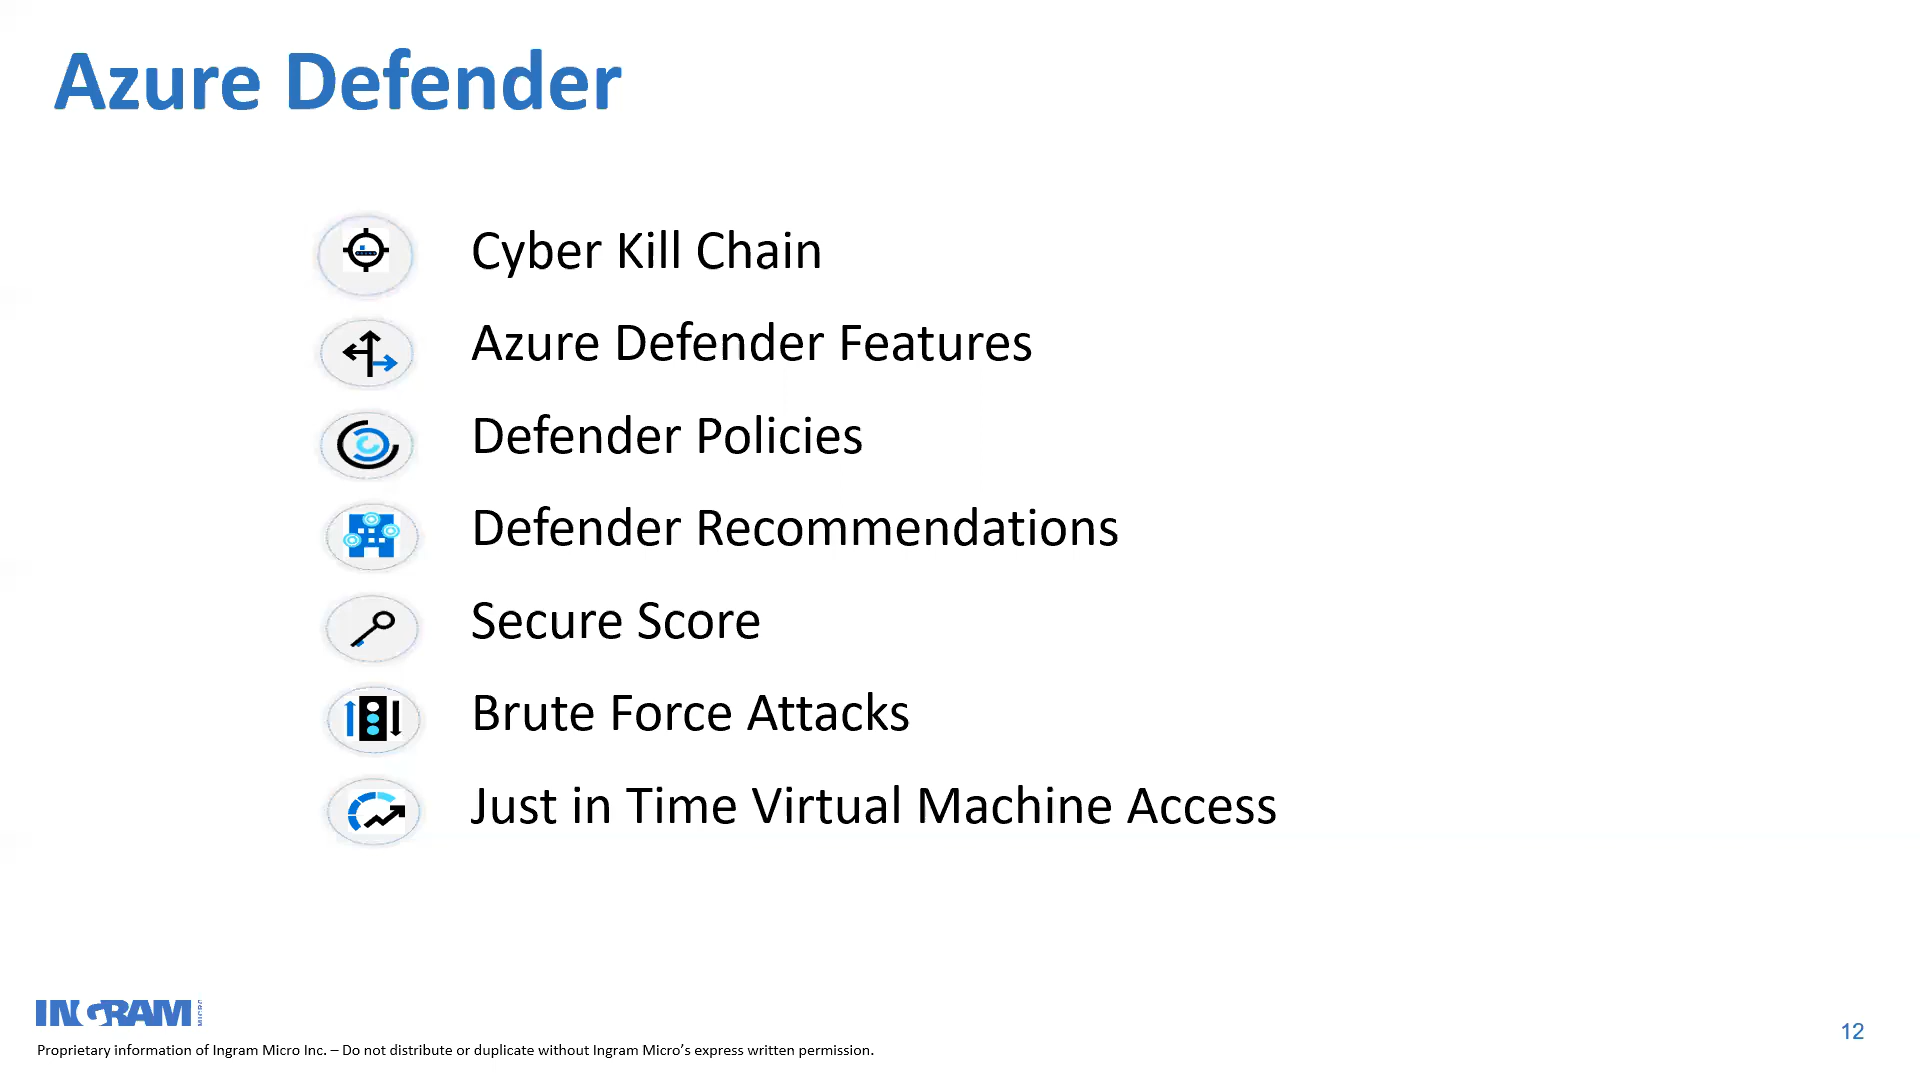 Azure Defender
Cyber Kill Chain
Azure Defender Features
Defender Policies
Defender Recommendations
Secure Score
Brute Force Attacks
Just in Time Virtual Machine Access
INGRAM MICRO
Proprietary information of Ingram Micro Inc. – Do not distribute or duplicate without Ingram Micro’s express written permission.
12